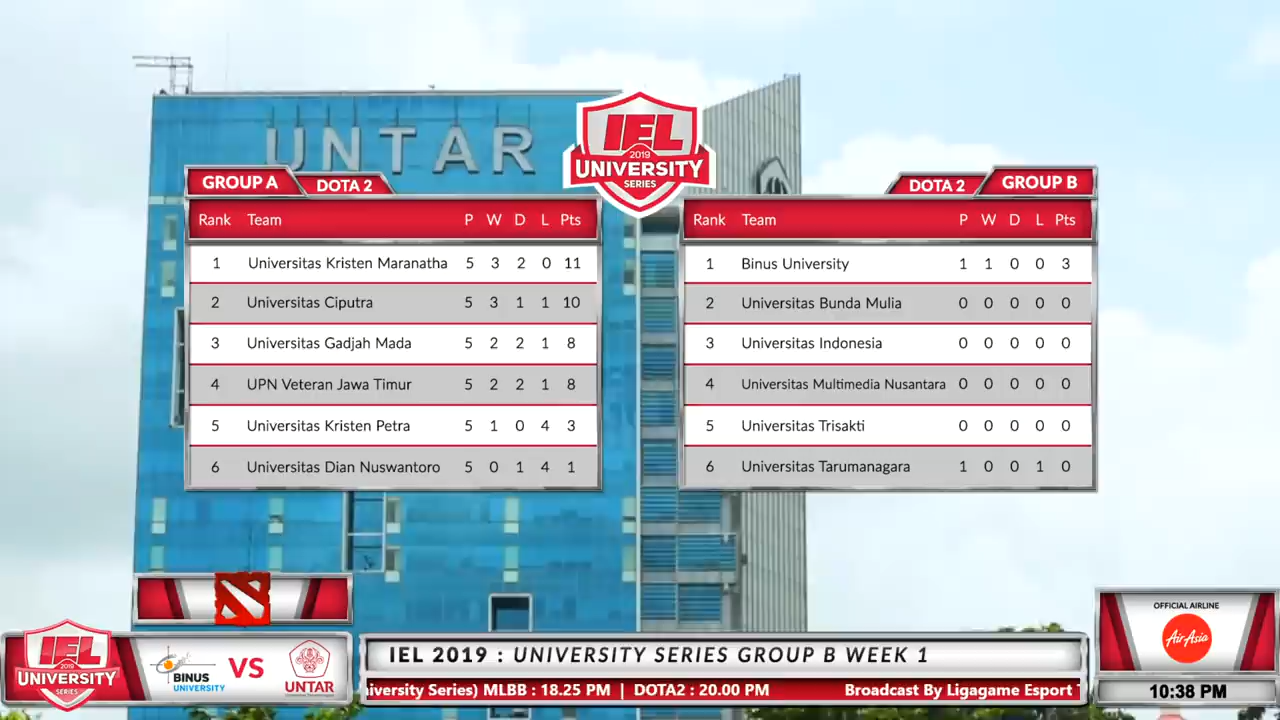 UNTAR
IEL
2019
UNIVERSITY
SERIES
GROUP A
DOTA 2
Rank Team P W D L Pts
1 Universitas Kristen Maranatha 5 3 2 0 11
2 Universitas Ciputra 5 3 1 1 10
3 Universitas Gadjah Mada 5 2 2 1 8
4 UPN Veteran Jawa Timur 5 2 2 1 8
5 Universitas Kristen Petra 5 1 0 4 3
6 Universitas Dian Nuswantoro 5 0 1 4 1
DOTA 2
GROUP B
Rank Team P W D L Pts
1 Binus University 1 1 0 0 3
2 Universitas Bunda Mulia 0 0 0 0 0
3 Universitas Indonesia 0 0 0 0 0
4 Universitas Multimedia Nusantara 0 0 0 0 0
5 Universitas Trisakti 0 0 0 0 0
6 Universitas Tarumanagara 1 0 0 1 0
IEL
2019
UNIVERSITY
SERIES
BINUS
UNIVERSITY
VS
UNTAR
IEL 2019 : UNIVERSITY SERIES GROUP B WEEK 1
iversity Series) MLBB : 18.25 PM | DOTA2 : 20.00 PM Broadcast By Ligagame Esport
OFFICIAL AIRLINE
AirAsia
10:38 PM